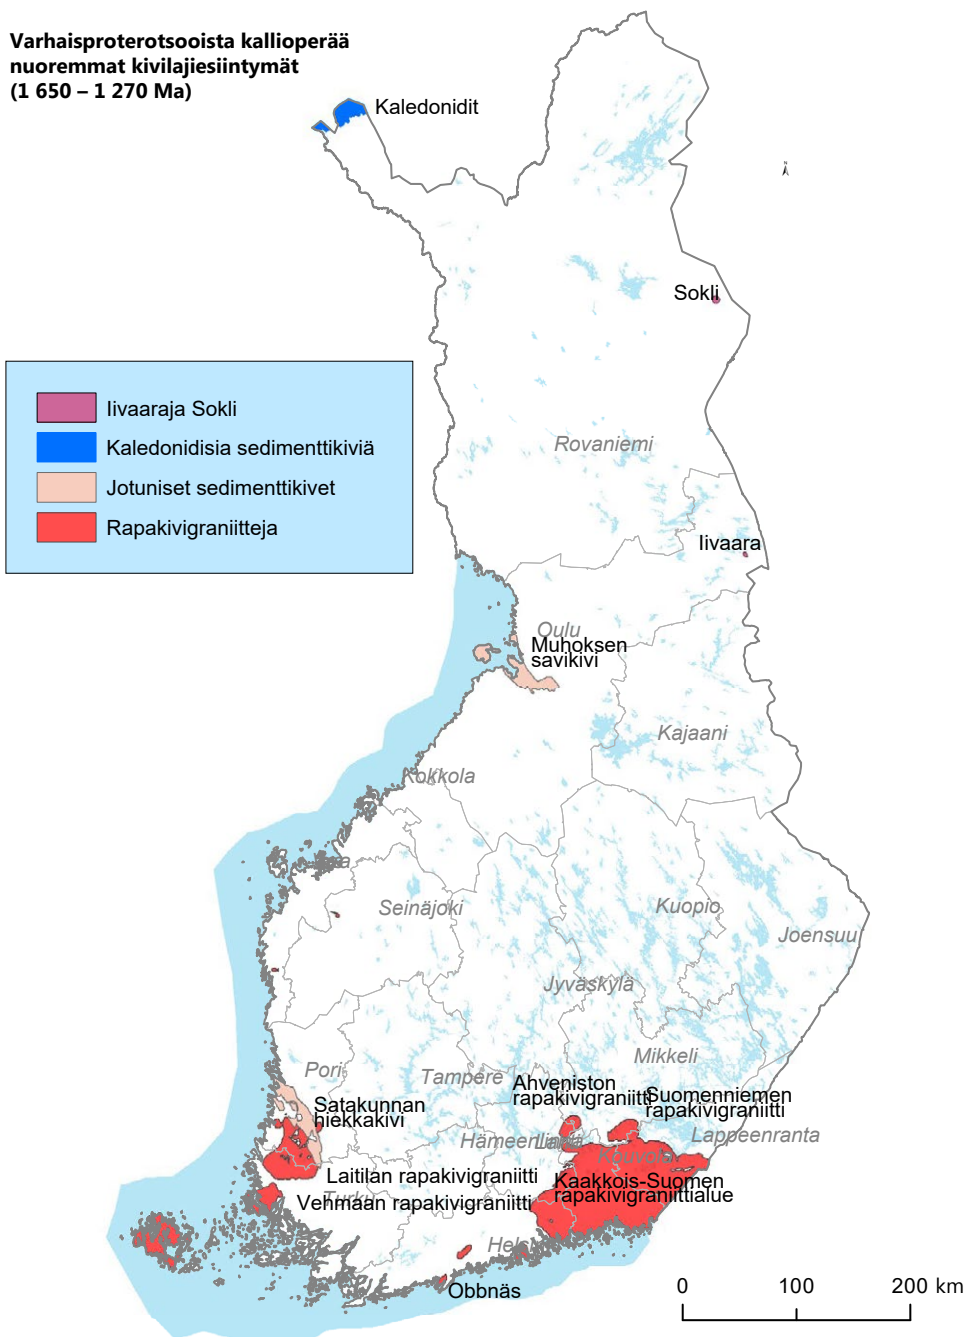 Varhaisproterotsooista kallioperää
nuoremmat kivilajiesiintymät
(1 650 – 1 270 Ma)
Kaledonidit
N
Sokli
Iivaaraja Sokli
Kaledonidisia sedimenttikiviä
Jotuniset sedimenttikivet
Rapakivigraniitteja
Rovaniemi
Iivaara
Oulu
Muhoksen
savikivi
Kajaani
Kokkola
Seinäjoki
Kuopio
Joensuu
Jyväskylä
Mikkeli
Pori
Tampere
Ahveniston
rapakivigraniitti
Suomenniemen
rapakivigraniitti
Satakunnan
hiekkakivi
Lappeenranta
Kouvola
Laitilan rapakivigraniitti
Kaakkois-Suomen
rapakivigraniittialue
Turku
Vehmaan rapakivigraniitti
Obbnäs
0 100 200 km